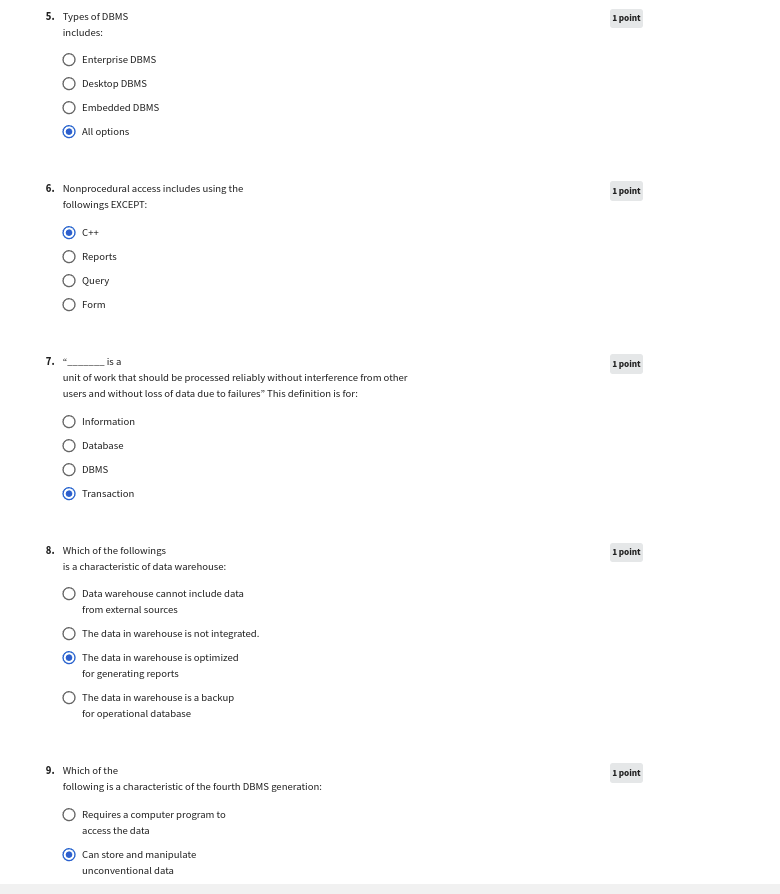 5. Types of DBMS 1 point
includes:
Enterprise DBMS
Desktop DBMS
Embedded DBMS
All options
6. Nonprocedural access includes using the 1 point
followings EXCEPT:
C++
Reports
Query
Form
7. “_______ is a 1 point
unit of work that should be processed reliably without interference from other
users and without loss of data due to failures” This definition is for:
Information
Database
DBMS
Transaction
8. Which of the followings 1 point
is a characteristic of data warehouse:
Data warehouse cannot include data
from external sources
The data in warehouse is not integrated.
The data in warehouse is optimized
for generating reports
The data in warehouse is a backup
for operational database
9. Which of the 1 point
following is a characteristic of the fourth DBMS generation:
Requires a computer program to
access the data
Can store and manipulate
unconventional data